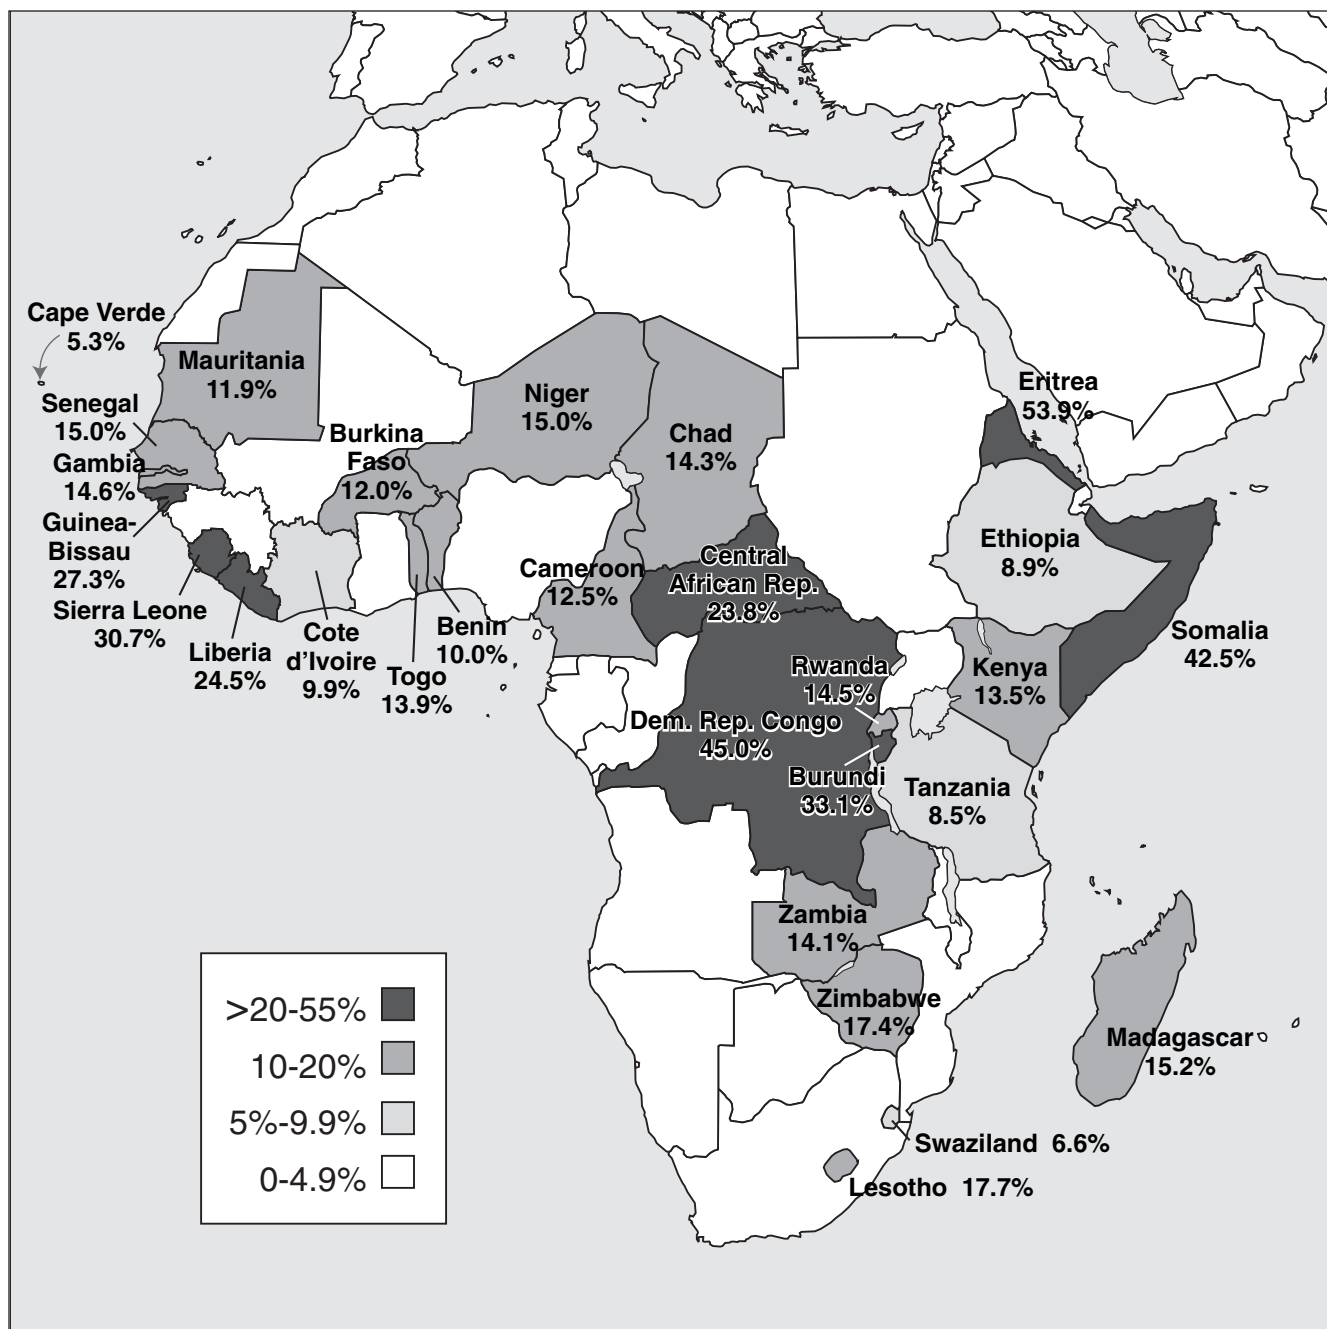 Cape Verde
5.3%
Mauritania
11.9%
Senegal
15.0%
Gambia
14.6%
Guinea-
Bissau
27.3%
Sierra Leone
30.7%
Liberia
24.5%
Cote
d’Ivoire
9.9%
Burkina
Faso
12.0%
Togo
13.9%
Benin
10.0%
Niger
15.0%
Chad
14.3%
Cameroon
12.5%
Central
African Rep.
23.8%
Eritrea
53.9%
Ethiopia
8.9%
Somalia
42.5%
Kenya
13.5%
Rwanda
14.5%
Dem. Rep. Congo
45.0%
Burundi
33.1%
Tanzania
8.5%
Zambia
14.1%
Zimbabwe
17.4%
Madagascar
15.2%
Swaziland 6.6%
Lesotho 17.7%
>20-55%
10-20%
5%-9.9%
0-4.9%